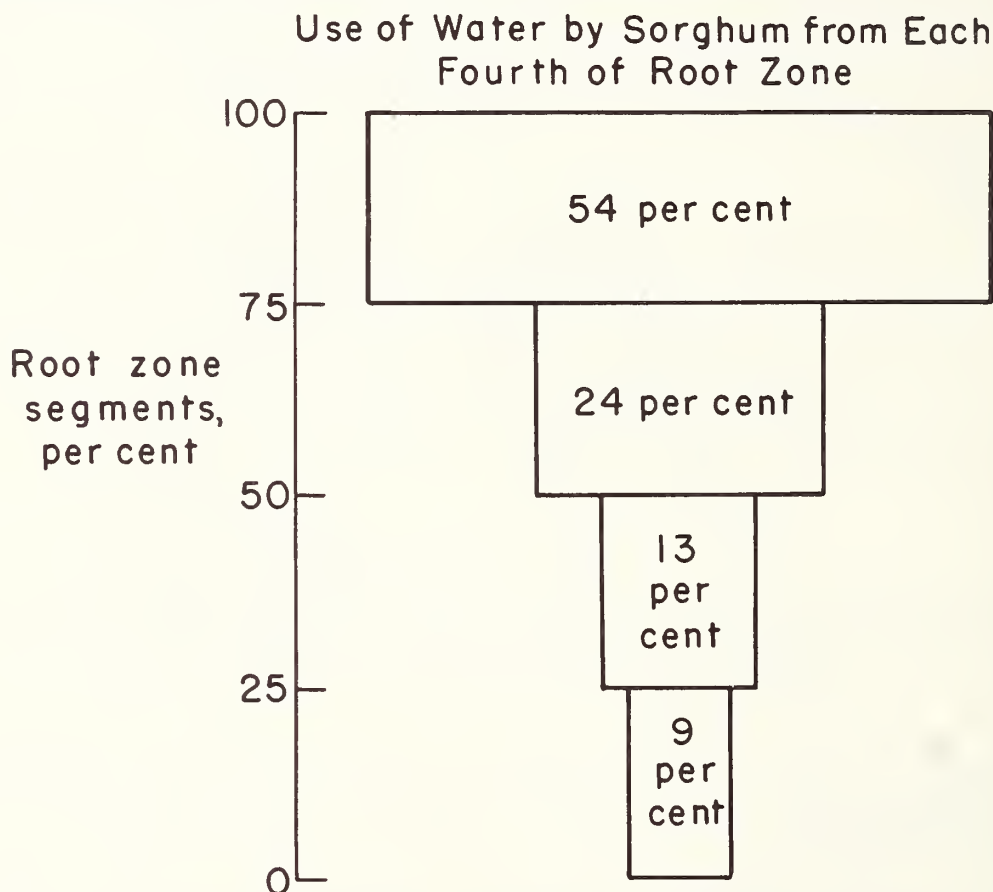 Use of Water by Sorghum from Each
Fourth of Root Zone
100
54 per cent
75
Root zone
segments,
per cent
24 per cent
50
13
per
cent
25
9
per
cent
0